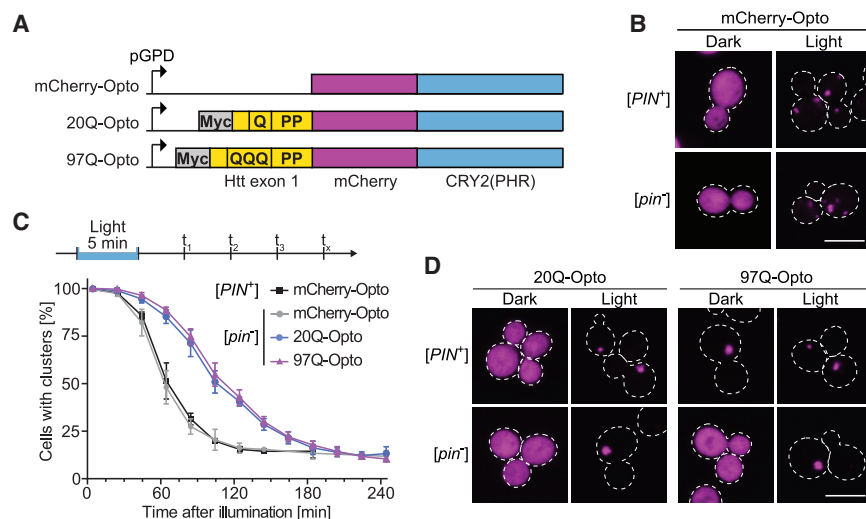 A
pGPD
mCherry-Opto
20Q-Opto
Myc Q PP
97Q-Opto
Myc QQQ PP
Htt exon 1 mCherry CRY2(PHR)
B
mCherry-Opto
Dark Light
[PIN⁺]
[pin⁻]
C
Light
5 min
t₁ t₂ t₃ tₓ
Cells with clusters [%]
100
75
50
25
0
0 60 120 180 240
Time after illumination [min]
[PIN⁺] mCherry-Opto
[pin⁻] mCherry-Opto
20Q-Opto
97Q-Opto
D
20Q-Opto 97Q-Opto
Dark Light Dark Light
[PIN⁺]
[pin⁻]